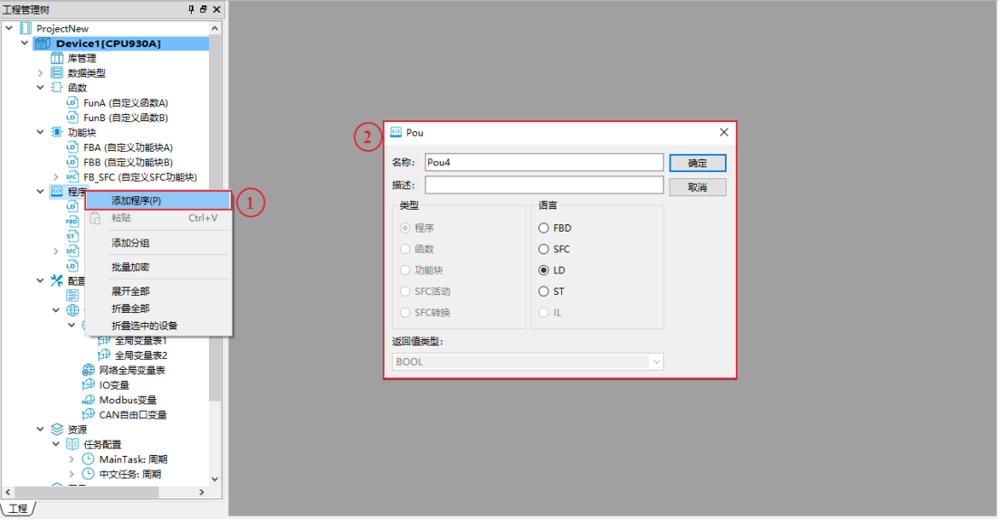 工程管理树
ProjectNew
Device1[CPU930A]
库管理
数据类型
函数
FunA (自定义函数A)
FunB (自定义函数B)
功能块
FBA (自定义功能块A)
FBB (自定义功能块B)
FB_SFC (自定义SFC功能块)
程序
添加程序(P)
粘贴 Ctrl+V
添加分组
批量加密
展开全部
折叠全部
折叠选中的设备
1
LD
FBD
ST
SFC
LD
配置
全局变量表1
全局变量表2
网络全局变量表
IO变量
Modbus变量
CAN自由口变量
资源
任务配置
MainTask: 周期
中文任务: 周期
工程
2
Pou
名称: Pou4
确定
描述:
取消
类型
程序
函数
功能块
SFC活动
SFC转换
语言
FBD
SFC
LD
ST
IL
返回值类型:
BOOL